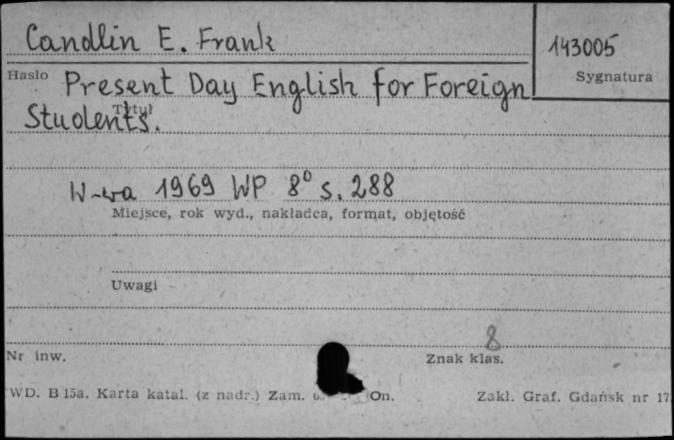 Candlin E. Frank
143005
Hasło
Sygnatura
Present Day English for Foreign
Tytuł
Students.
W-wa 1969 WP 8° s. 288
Miejsce, rok wyd., nakładca, format, objętość
Uwagi
8
Nr inw.
Znak klas.
WD. B 15a. Karta katal. (z nadr.) Zam. On.
Zakł. Graf. Gdańsk nr 17